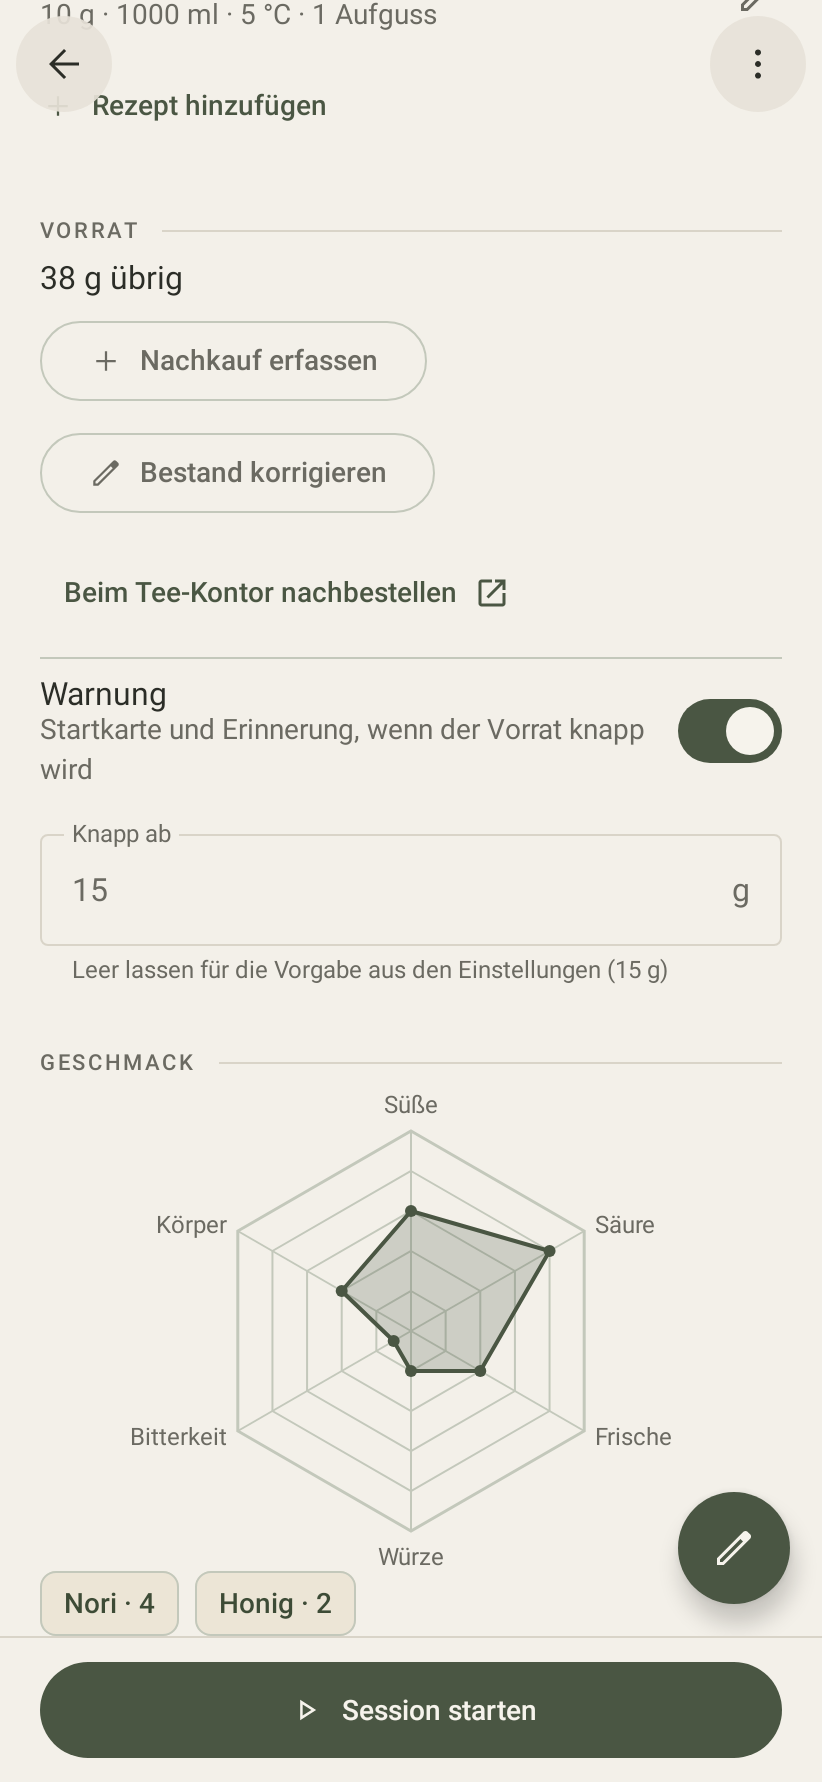 10 g · 1000 ml · 5 °C · 1 Aufguss
Rezept hinzufügen
VORRAT
38 g übrig
Nachkauf erfassen
Bestand korrigieren
Beim Tee-Kontor nachbestellen
Warnung
Startkarte und Erinnerung, wenn der Vorrat knapp
wird
Knapp ab
15 g
Leer lassen für die Vorgabe aus den Einstellungen (15 g)
GESCHMACK
Süße
Körper Säure
Bitterkeit Frische
Würze
Nori · 4 Honig · 2
Session starten